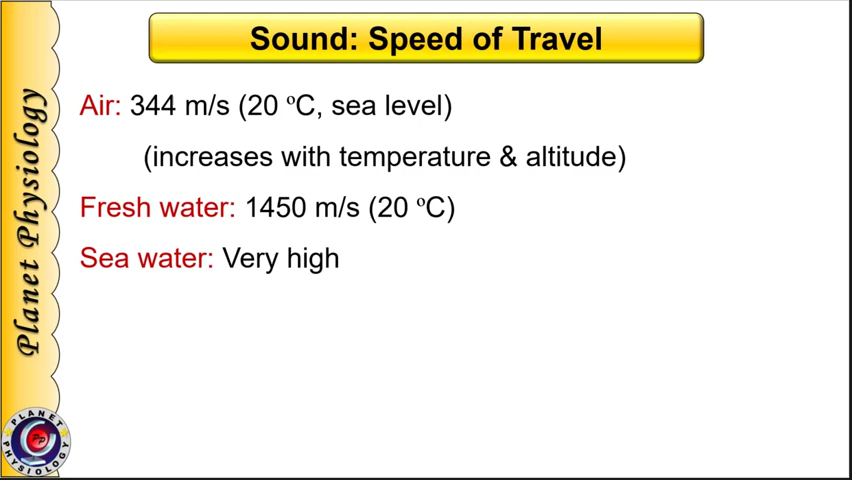 Sound: Speed of Travel
Air: 344 m/s (20 ºC, sea level)
(increases with temperature & altitude)
Fresh water: 1450 m/s (20 ºC)
Sea water: Very high
Planet Physiology
PLANET
PP
PHYSIOLOGY